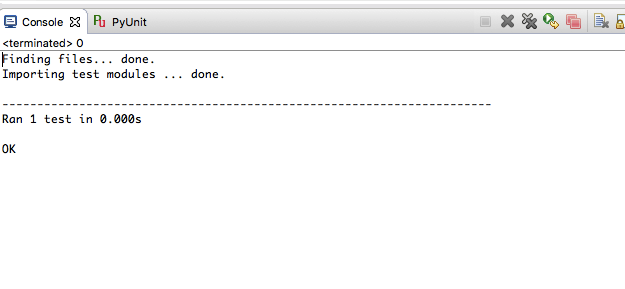 Console PyUnit
<terminated> 0
Finding files... done.
Importing test modules ... done.
----------------------------------------------------------------------
Ran 1 test in 0.000s
OK